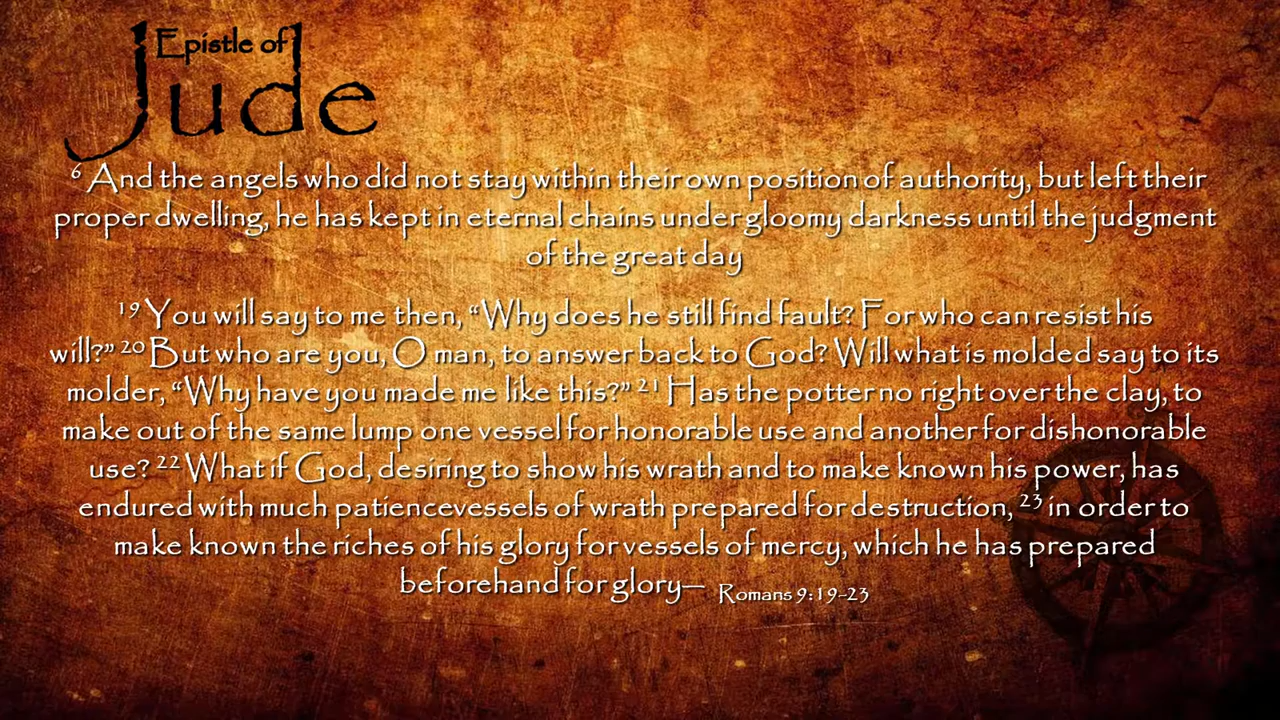 Epistle of
Jude
⁶ And the angels who did not stay within their own position of authority, but left their
proper dwelling, he has kept in eternal chains under gloomy darkness until the judgment
of the great day
¹⁹ You will say to me then, “Why does he still find fault? For who can resist his
will?” ²⁰ But who are you, O man, to answer back to God? Will what is molded say to its
molder, “Why have you made me like this?” ²¹ Has the potter no right over the clay, to
make out of the same lump one vessel for honorable use and another for dishonorable
use? ²² What if God, desiring to show his wrath and to make known his power, has
endured with much patiencevessels of wrath prepared for destruction, ²³ in order to
make known the riches of his glory for vessels of mercy, which he has prepared
beforehand for glory— Romans 9:19-23